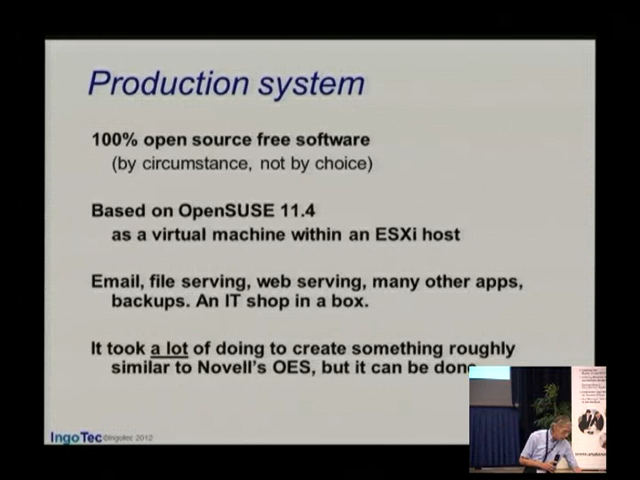 Production system
100% open source free software
(by circumstance, not by choice)
Based on OpenSUSE 11.4
as a virtual machine within an ESXi host
Email, file serving, web serving, many other apps,
backups. An IT shop in a box.
It took a lot of doing to create something roughly
similar to Novell's OES, but it can be done
IngoTec ©Ingotec 2012